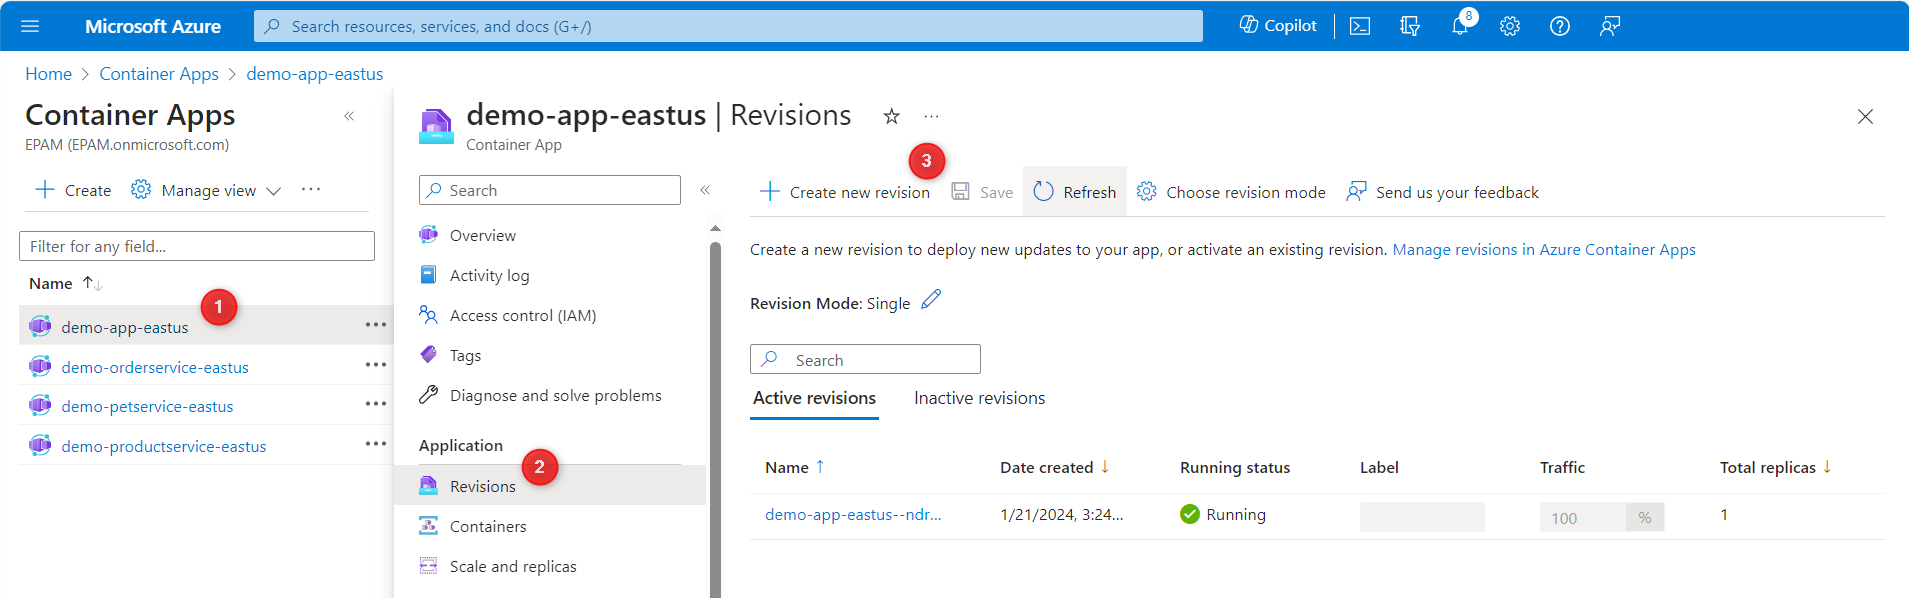 Microsoft Azure
Search resources, services, and docs (G+/)
Copilot
8
Home > Container Apps > demo-app-eastus
Container Apps
EPAM (EPAM.onmicrosoft.com)
Create
Manage view
Filter for any field...
Name
1
demo-app-eastus
demo-orderservice-eastus
demo-petservice-eastus
demo-productservice-eastus
demo-app-eastus | Revisions
Container App
Search
Overview
Activity log
Access control (IAM)
Tags
Diagnose and solve problems
Application
2
Revisions
Containers
Scale and replicas
3
Create new revision
Save
Refresh
Choose revision mode
Send us your feedback
Create a new revision to deploy new updates to your app, or activate an existing revision. Manage revisions in Azure Container Apps
Revision Mode: Single
Search
Active revisions
Inactive revisions
Name Date created Running status Label Traffic Total replicas
demo-app-eastus--ndr... 1/21/2024, 3:24... Running 100 % 1